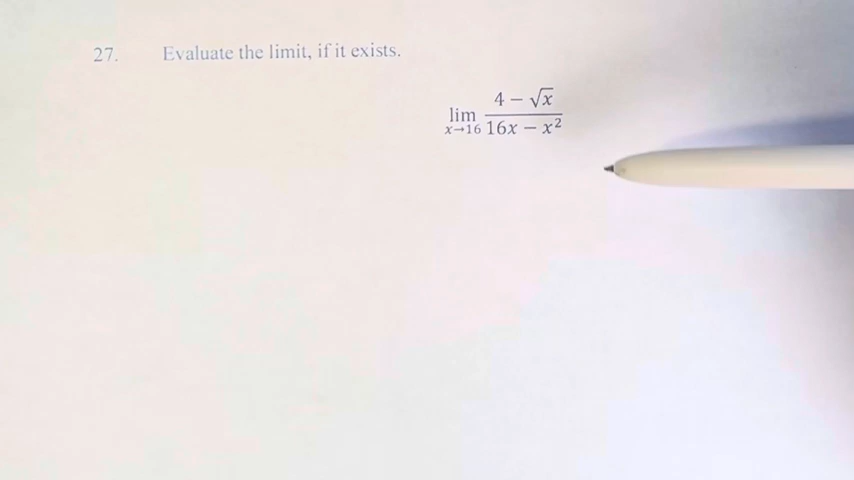 27. Evaluate the limit, if it exists.
lim x→16 (4 − √x)/(16x − x²)